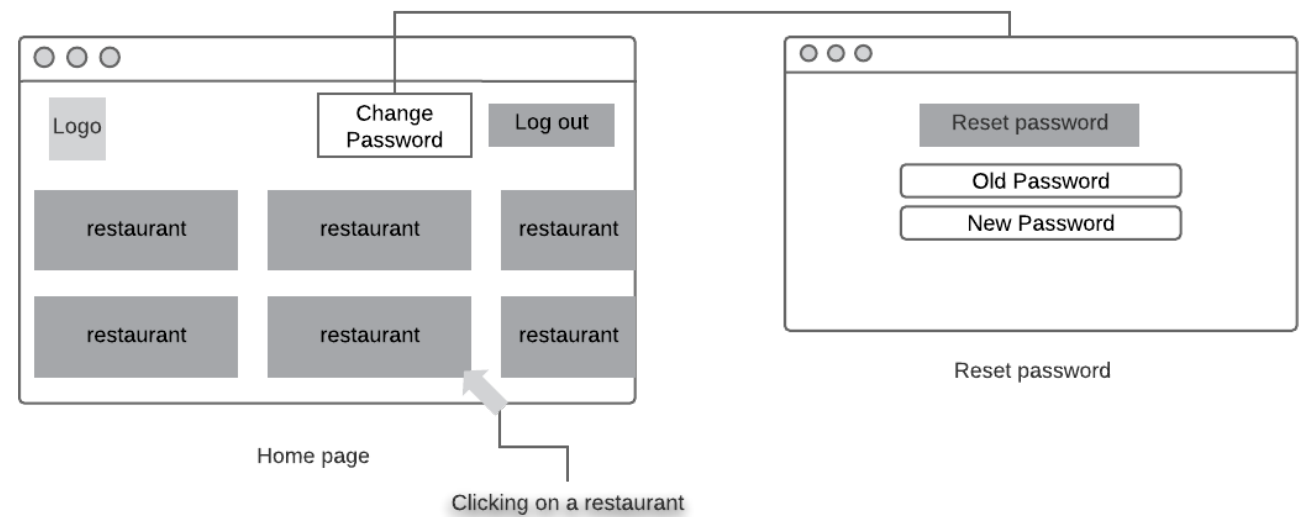 Logo
Change
Password
Log out
restaurant
restaurant
restaurant
restaurant
restaurant
restaurant
Home page
Clicking on a restaurant
Reset password
Old Password
New Password
Reset password